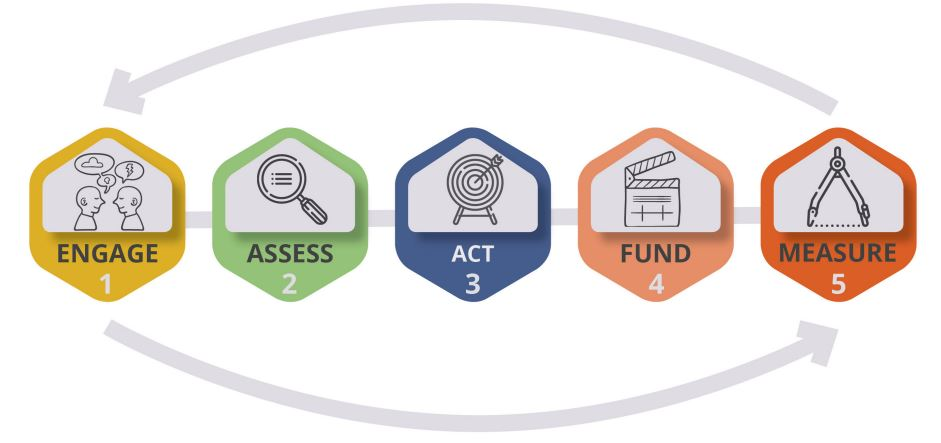 ENGAGE
1
ASSESS
2
ACT
3
FUND
4
MEASURE
5